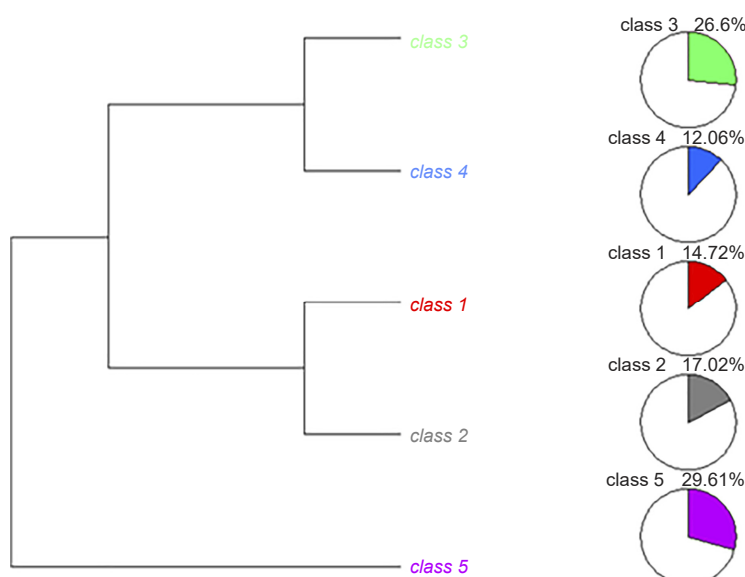 class 3 26.6%
class 3
class 4 12.06%
class 4
class 1 14.72%
class 1
class 2 17.02%
class 2
class 5 29.61%
class 5